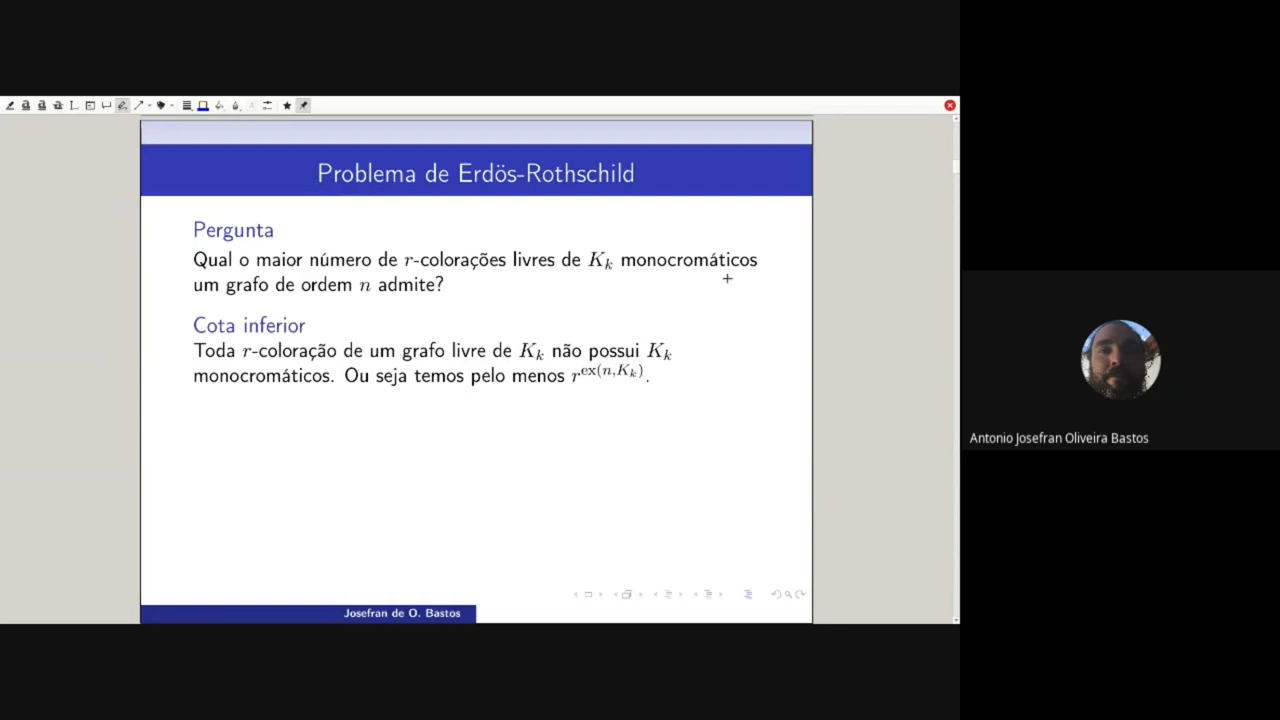 Problema de Erdös-Rothschild
Pergunta
Qual o maior número de r-colorações livres de K_k monocromáticos
um grafo de ordem n admite?
Cota inferior
Toda r-coloração de um grafo livre de K_k não possui K_k
monocromáticos. Ou seja temos pelo menos r^{ex(n,K_k)}.
Josefran de O. Bastos
Antonio Josefran Oliveira Bastos